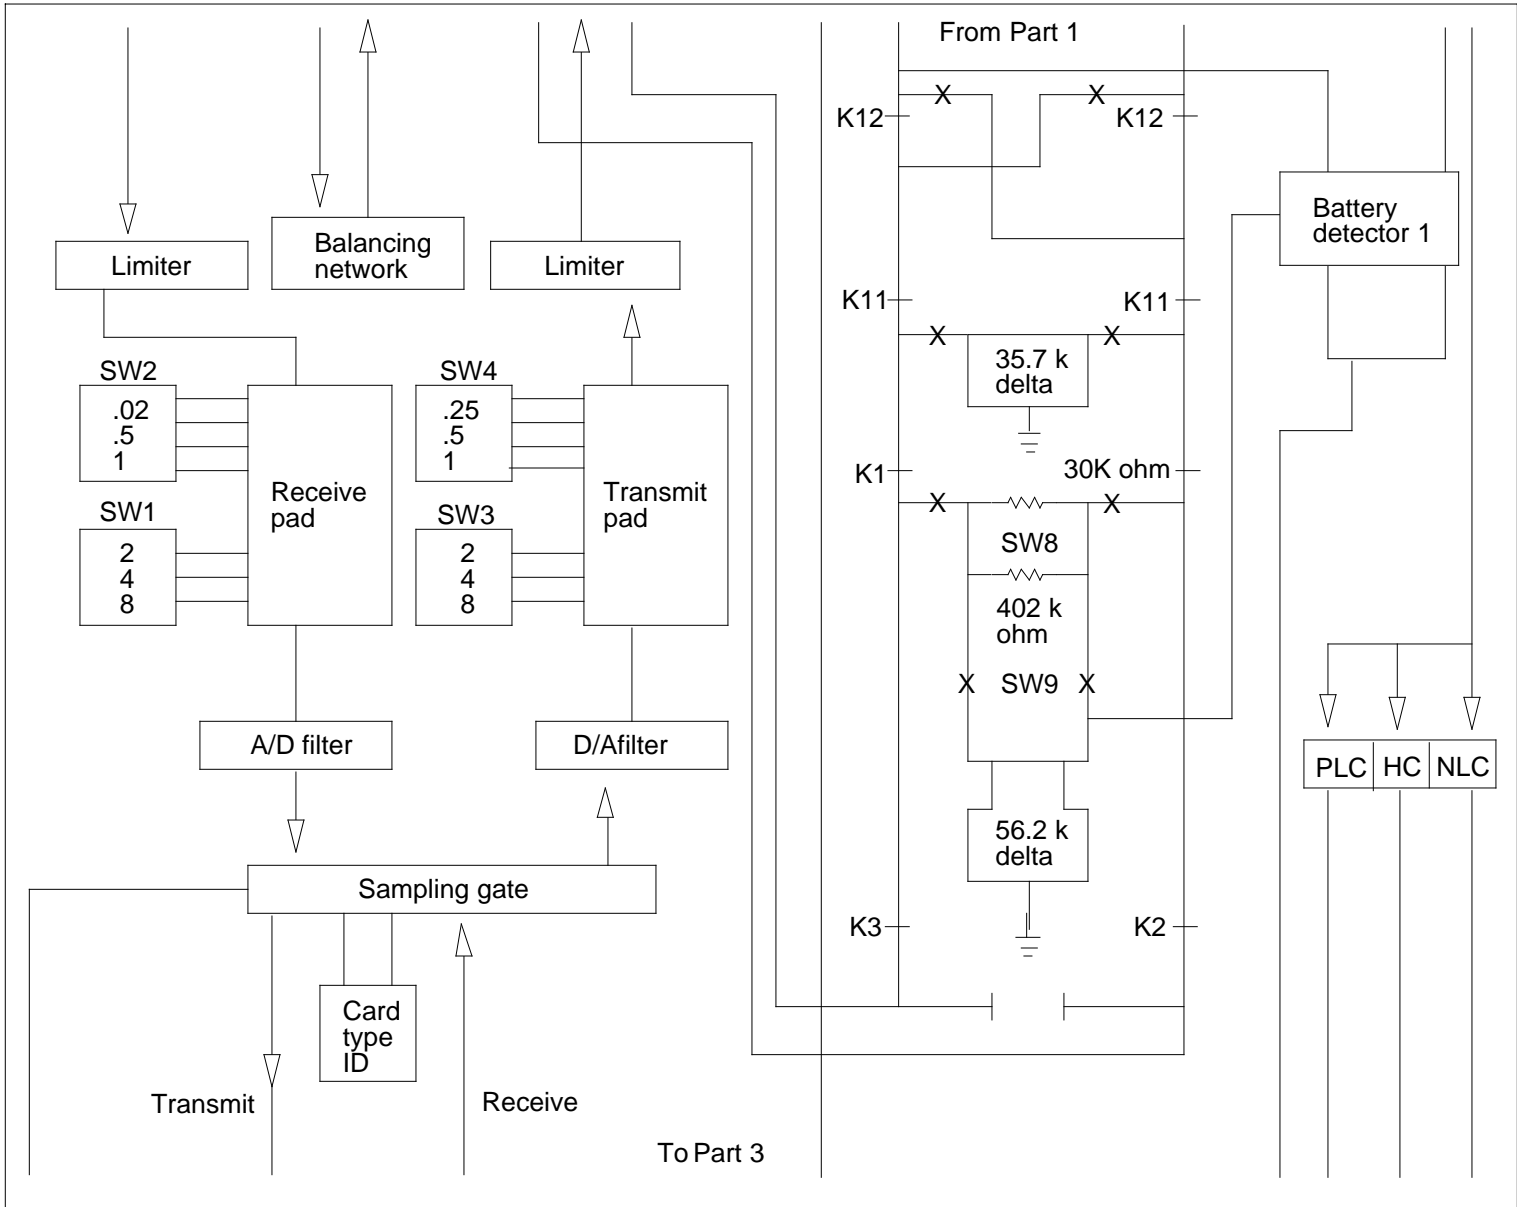 From Part 1
K12
K12
Battery
detector 1
Limiter
Balancing
network
Limiter
K11
K11
SW2
.02
.5
1
SW4
.25
.5
1
35.7 k
delta
K1
30K ohm
Receive
pad
Transmit
pad
SW1
2
4
8
SW3
2
4
8
SW8
402 k
ohm
SW9
A/D filter
D/Afilter
PLC
HC
NLC
56.2 k
delta
Sampling gate
K3
K2
Card
type
ID
Transmit
Receive
To Part 3